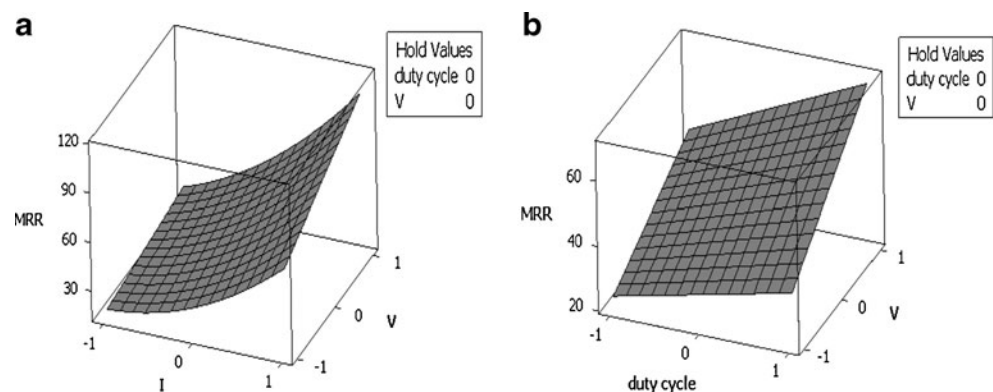 a
Hold Values
duty cycle 0
V 0
120
90
60
30
MRR
-1
0
1
I
-1
0
1
V
b
Hold Values
duty cycle 0
V 0
60
40
20
MRR
-1
0
1
duty cycle
-1
0
1
V